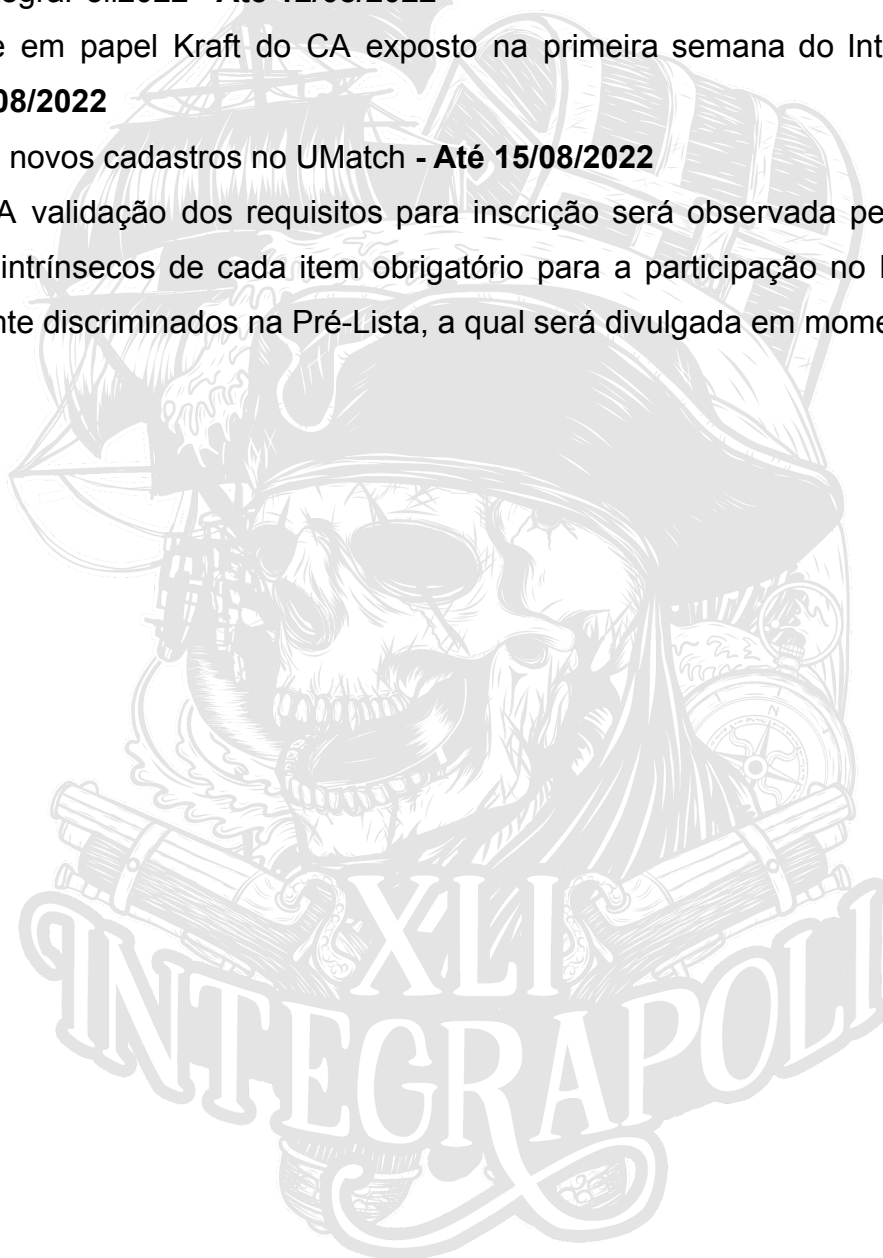 2022 - Até 12/08/2022
e em papel Kraft do CA exposto na primeira semana do Int
08/2022
novos cadastros no UMatch - Até 15/08/2022
A validação dos requisitos para inscrição será observada pe
intrínsecos de cada item obrigatório para a participação no
nte discriminados na Pré-Lista, a qual será divulgada em mome
N
XLI
INTEGRAPOLI